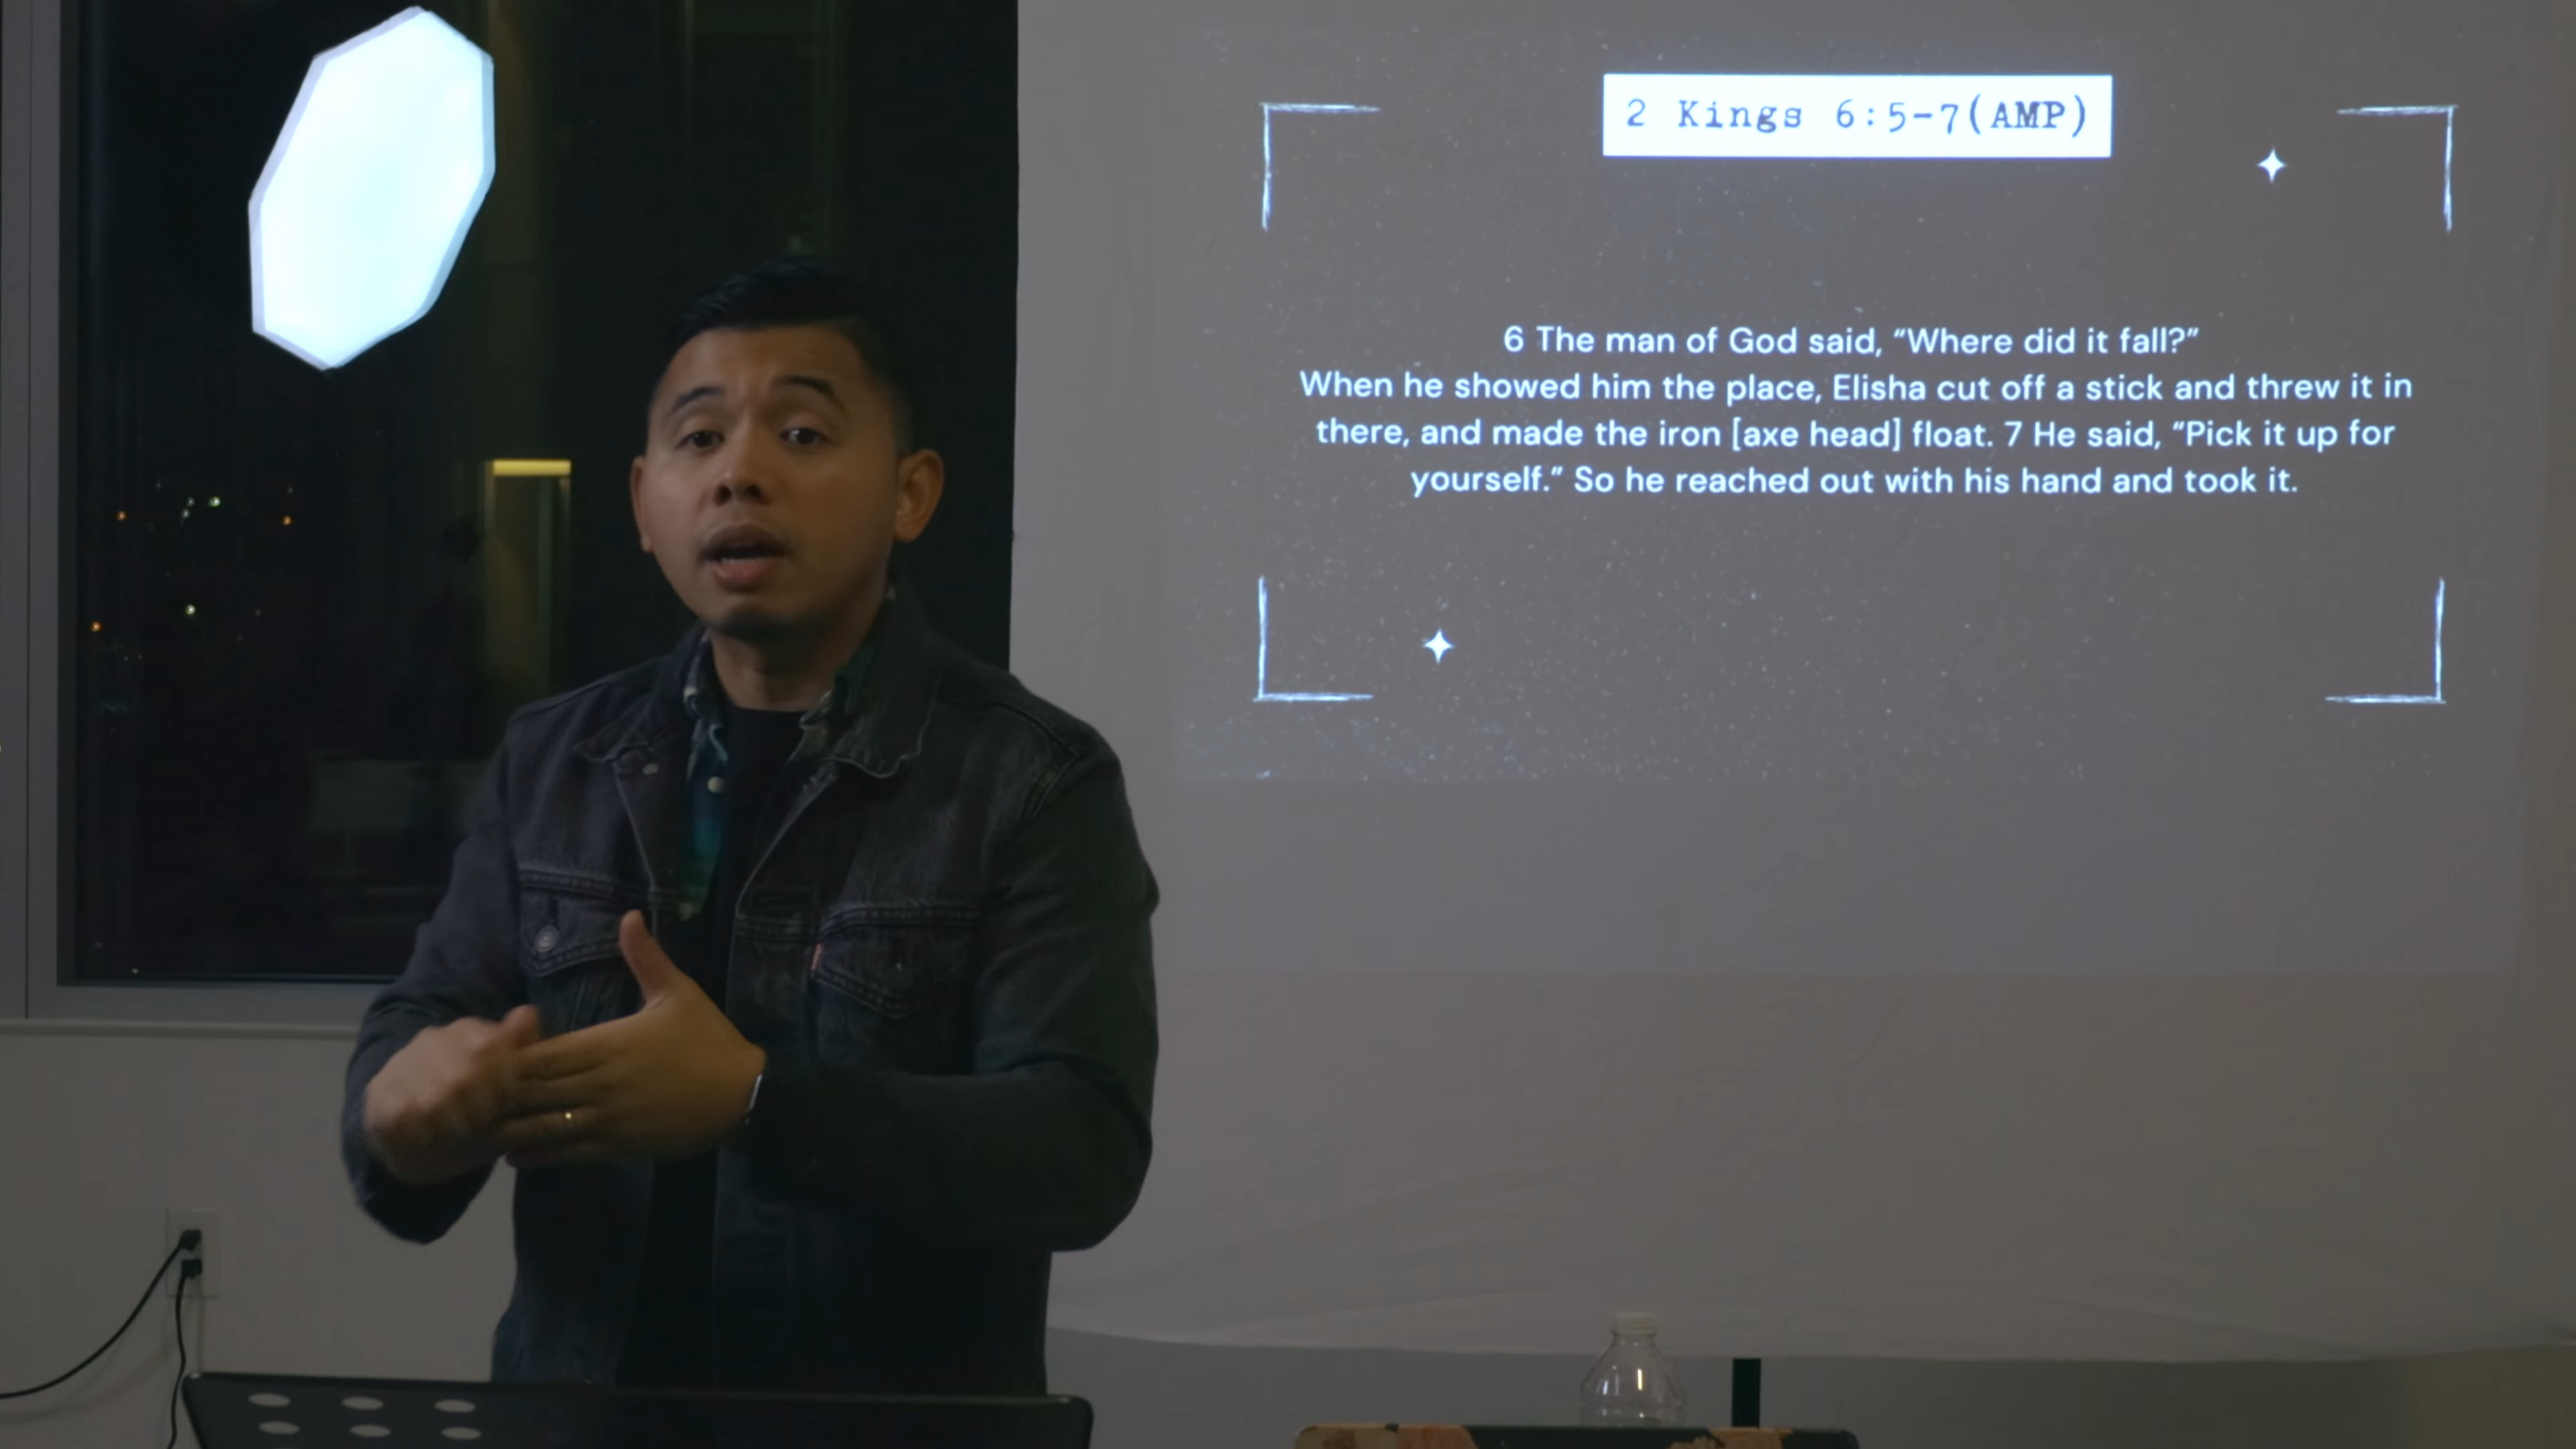 2 Kings 6:5-7(AMP)
6 The man of God said, “Where did it fall?”
When he showed him the place, Elisha cut off a stick and threw it in
there, and made the iron [axe head] float. 7 He said, “Pick it up for
yourself.” So he reached out with his hand and took it.